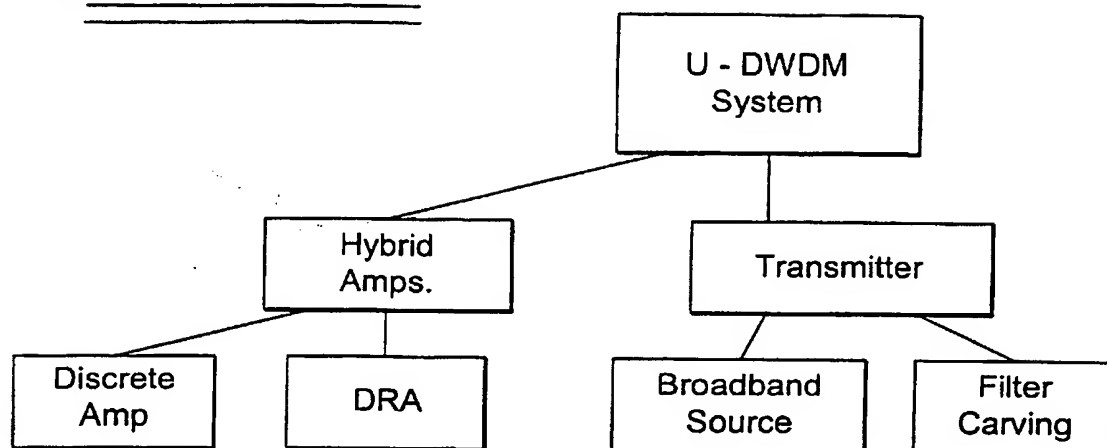 U - DWDM
System
Hybrid
Amps.
Transmitter
Discrete
Amp
DRA
Broadband
Source
Filter
Carving